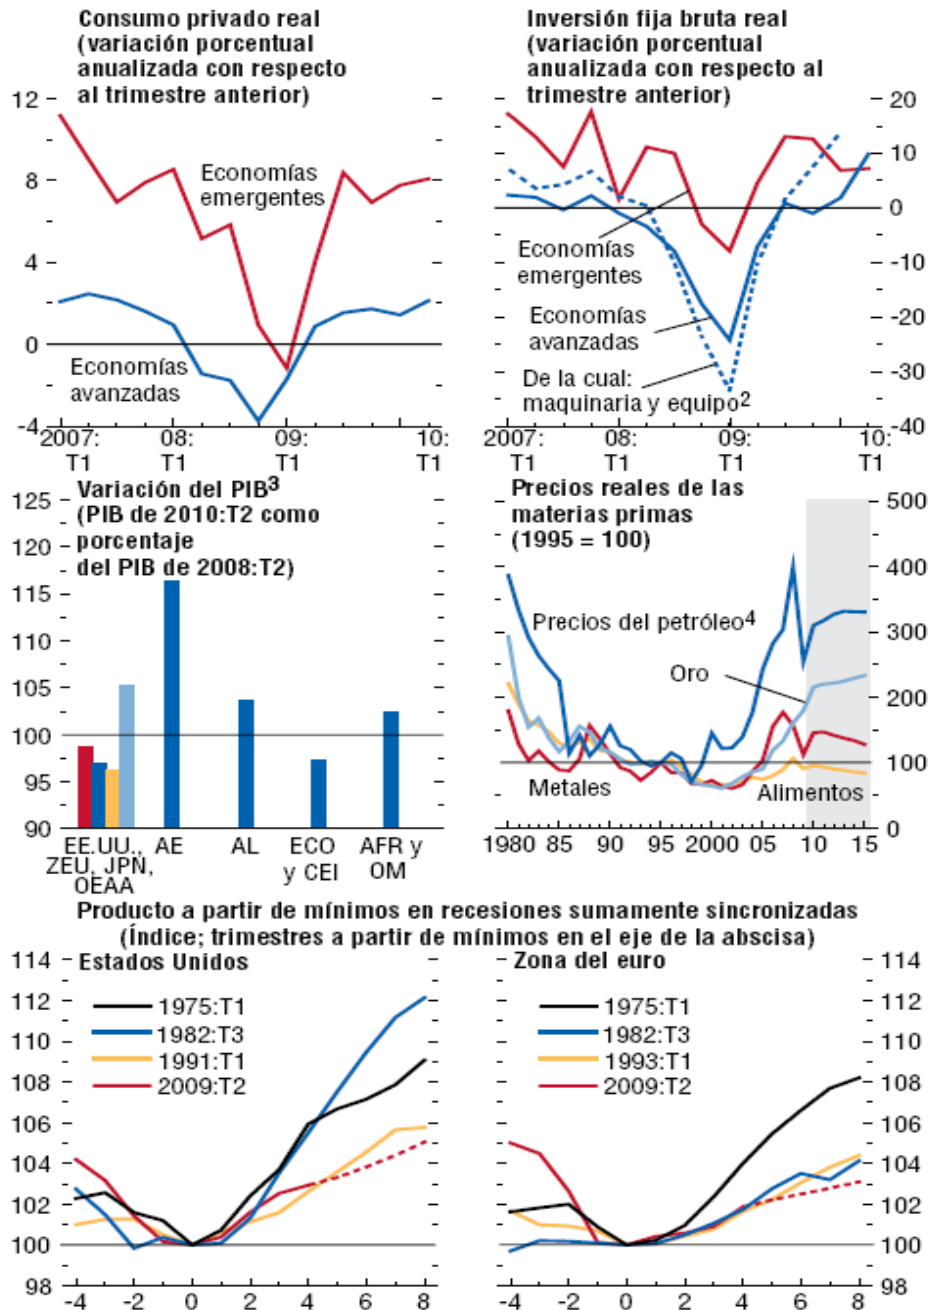 Consumo privado real
(variación porcentual
anualizada con respecto
al trimestre anterior)
12
8
4
0
-4
Economías
emergentes
Economías
avanzadas
2007:
T1
08:
T1
09:
T1
10:
T1
Inversión fija bruta real
(variación porcentual
anualizada con respecto al
trimestre anterior)
20
10
0
-10
-20
-30
-40
Economías
emergentes
Economías
avanzadas
De la cual:
maquinaria y equipo2
2007:
T1
08:
T1
09:
T1
10:
T1
Variación del PIB3
(PIB de 2010:T2 como
porcentaje
del PIB de 2008:T2)
125
120
115
110
105
100
95
90
EE.UU.,
ZEU, JPN,
OEAA
AE
AL
ECO
y CEI
AFR y
OM
Precios reales de las
materias primas
(1995 = 100)
500
400
300
200
100
0
Precios del petróleo4
Oro
Metales
Alimentos
1980 85 90 95 2000 05 10 15
Producto a partir de mínimos en recesiones sumamente sincronizadas
(Índice; trimestres a partir de mínimos en el eje de la abscisa)
Estados Unidos
114
112
110
108
106
104
102
100
98
1975:T1
1982:T3
1991:T1
2009:T2
-4 -2 0 2 4 6 8
Zona del euro
114
112
110
108
106
104
102
100
98
1975:T1
1982:T3
1993:T1
2009:T2
-4 -2 0 2 4 6 8